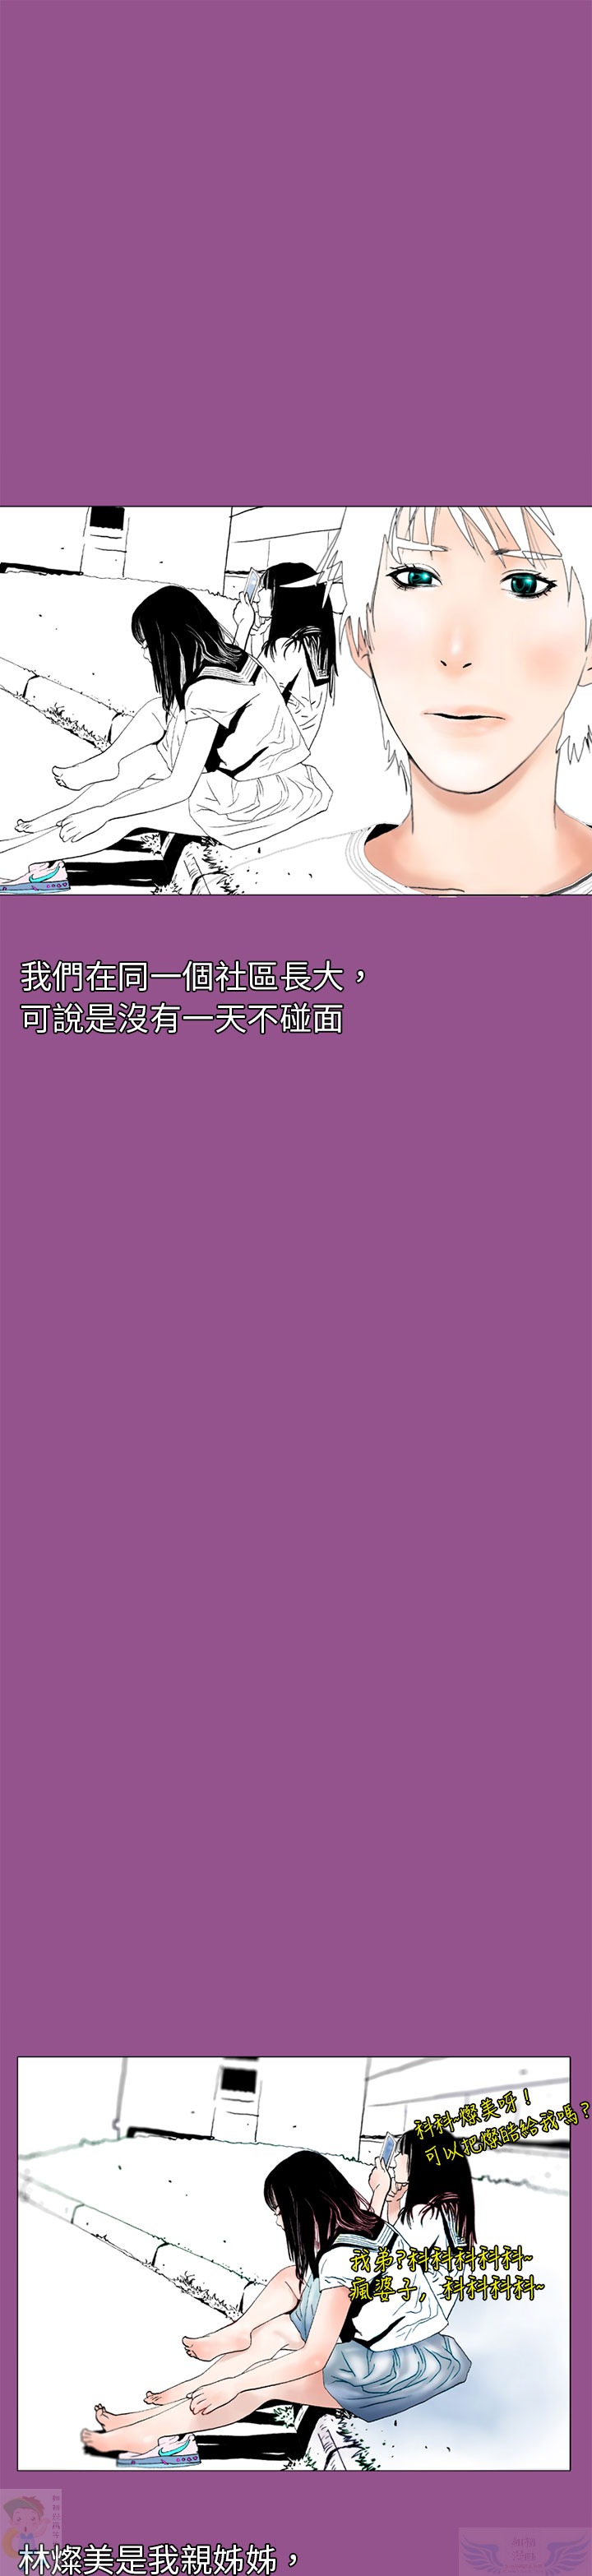 我們在同一個社區長大，
可說是沒有一天不碰面
科科~燦美呀！
可以把燦皓給我嗎？
我弟?科科科科科~
瘋婆子, 科科科科~
林燦美是我親姊姊，